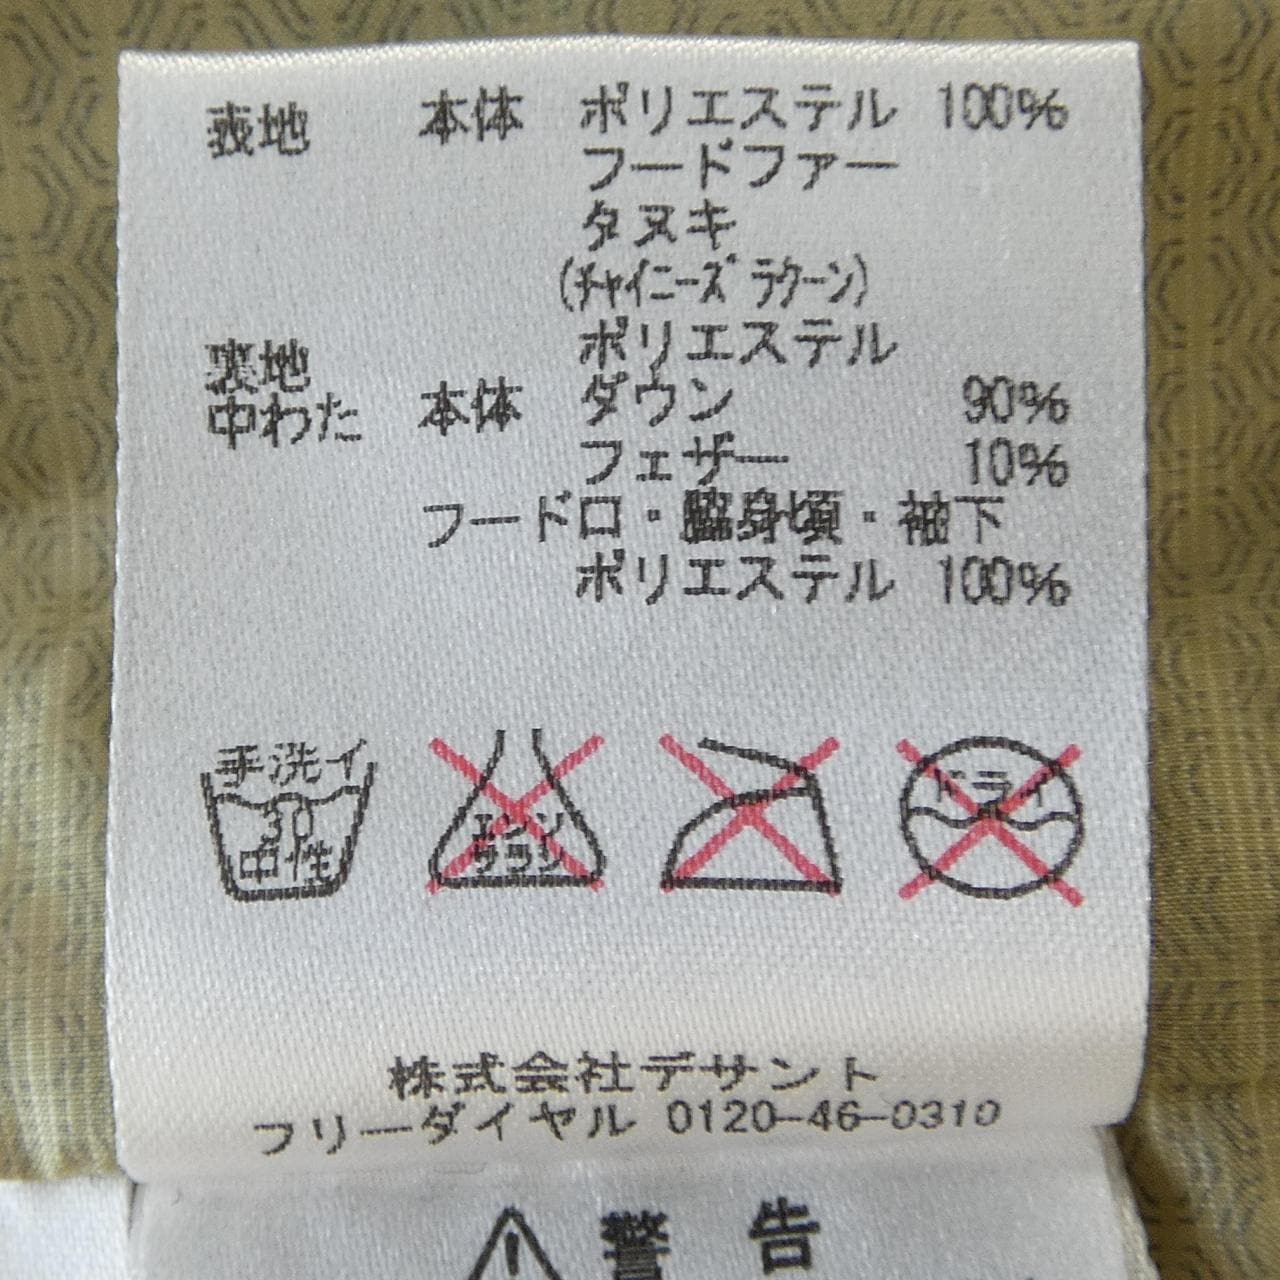 表地 本体 ポリエステル 100%
フードファー
タヌキ
(チャイニーズラクーン)
裏地 ポリエステル
中わた 本体 ダウン 90%
フェザー 10%
フード口・脇身頃・袖下
ポリエステル 100%
手洗イ
30
中性
エンソ
サラシ
ドライ
株式会社デサント
フリーダイヤル 0120-46-0310
警告